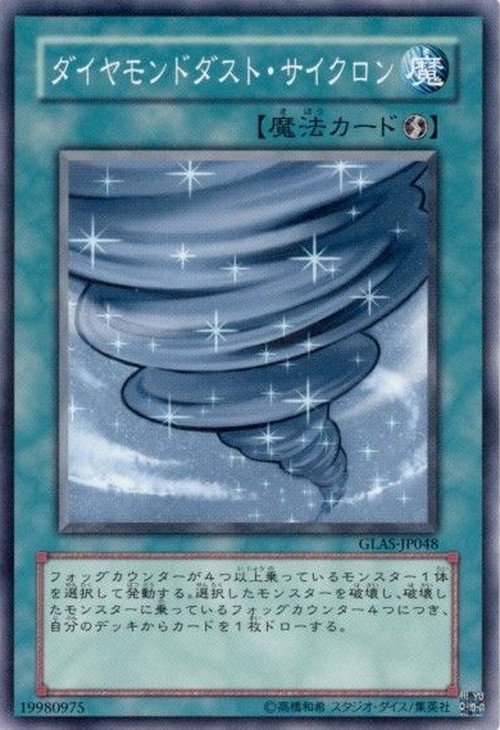 ダイヤモンドダスト・サイクロン 魔
【魔法カード】
GLAS-JP048
フォッグカウンターが4つ以上乗っているモンスター1体
を選択して発動する。選択したモンスターを破壊し、破壊し
たモンスターに乗っているフォッグカウンター4つにつき、
自分のデッキからカードを1枚ドローする。
19980975
©高橋和希 スタジオ・ダイス/集英社